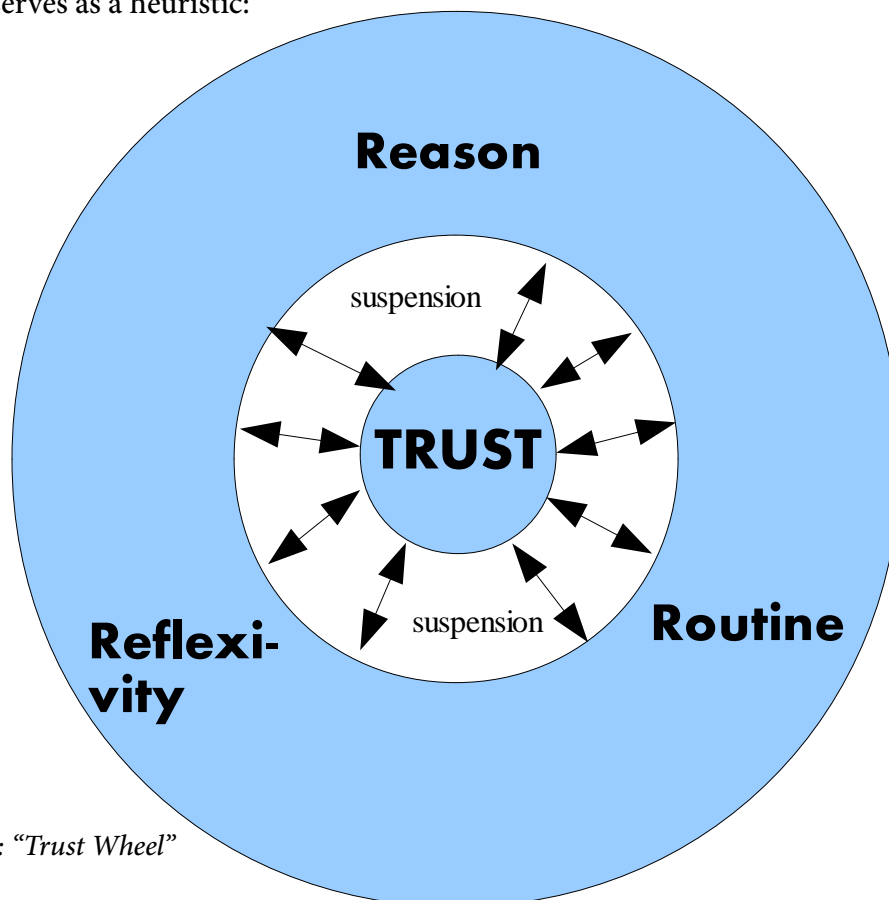 erves as a heuristic:
Reason
suspension
TRUST
suspension
Routine
Reflexi-
vity
: “Trust Wheel”